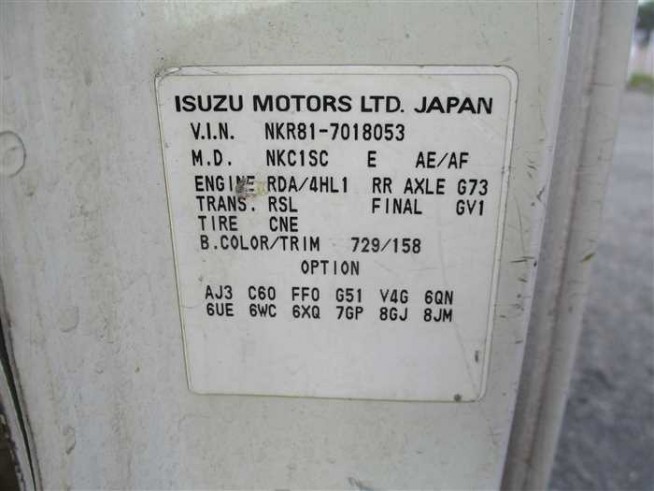 ISUZU MOTORS LTD. JAPAN
V.I.N. NKR81-7018053
M.D. NKC1SC E AE/AF
ENGINE RDA/4HL1 RR AXLE G73
TRANS. RSL FINAL GV1
TIRE CNE
B.COLOR/TRIM 729/158
OPTION
AJ3 C60 FF0 G51 V4G 6QN
6UE 6WC 6XQ 7GP 8GJ 8JM